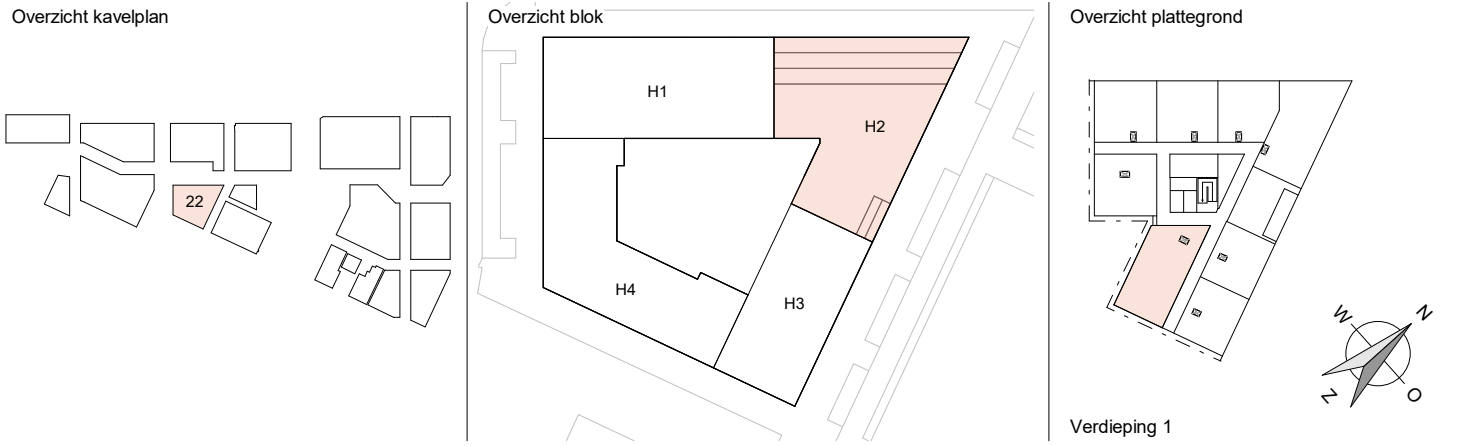 Overzicht kavelplan
22
Overzicht blok
H1
H2
H3
H4
Overzicht plattegrond
N
W
O
Z
Verdieping 1